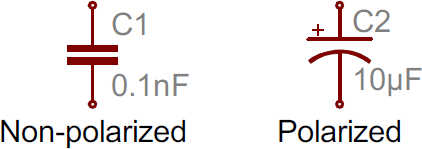 C1
0.1nF
Non-polarized
+
C2
10µF
Polarized